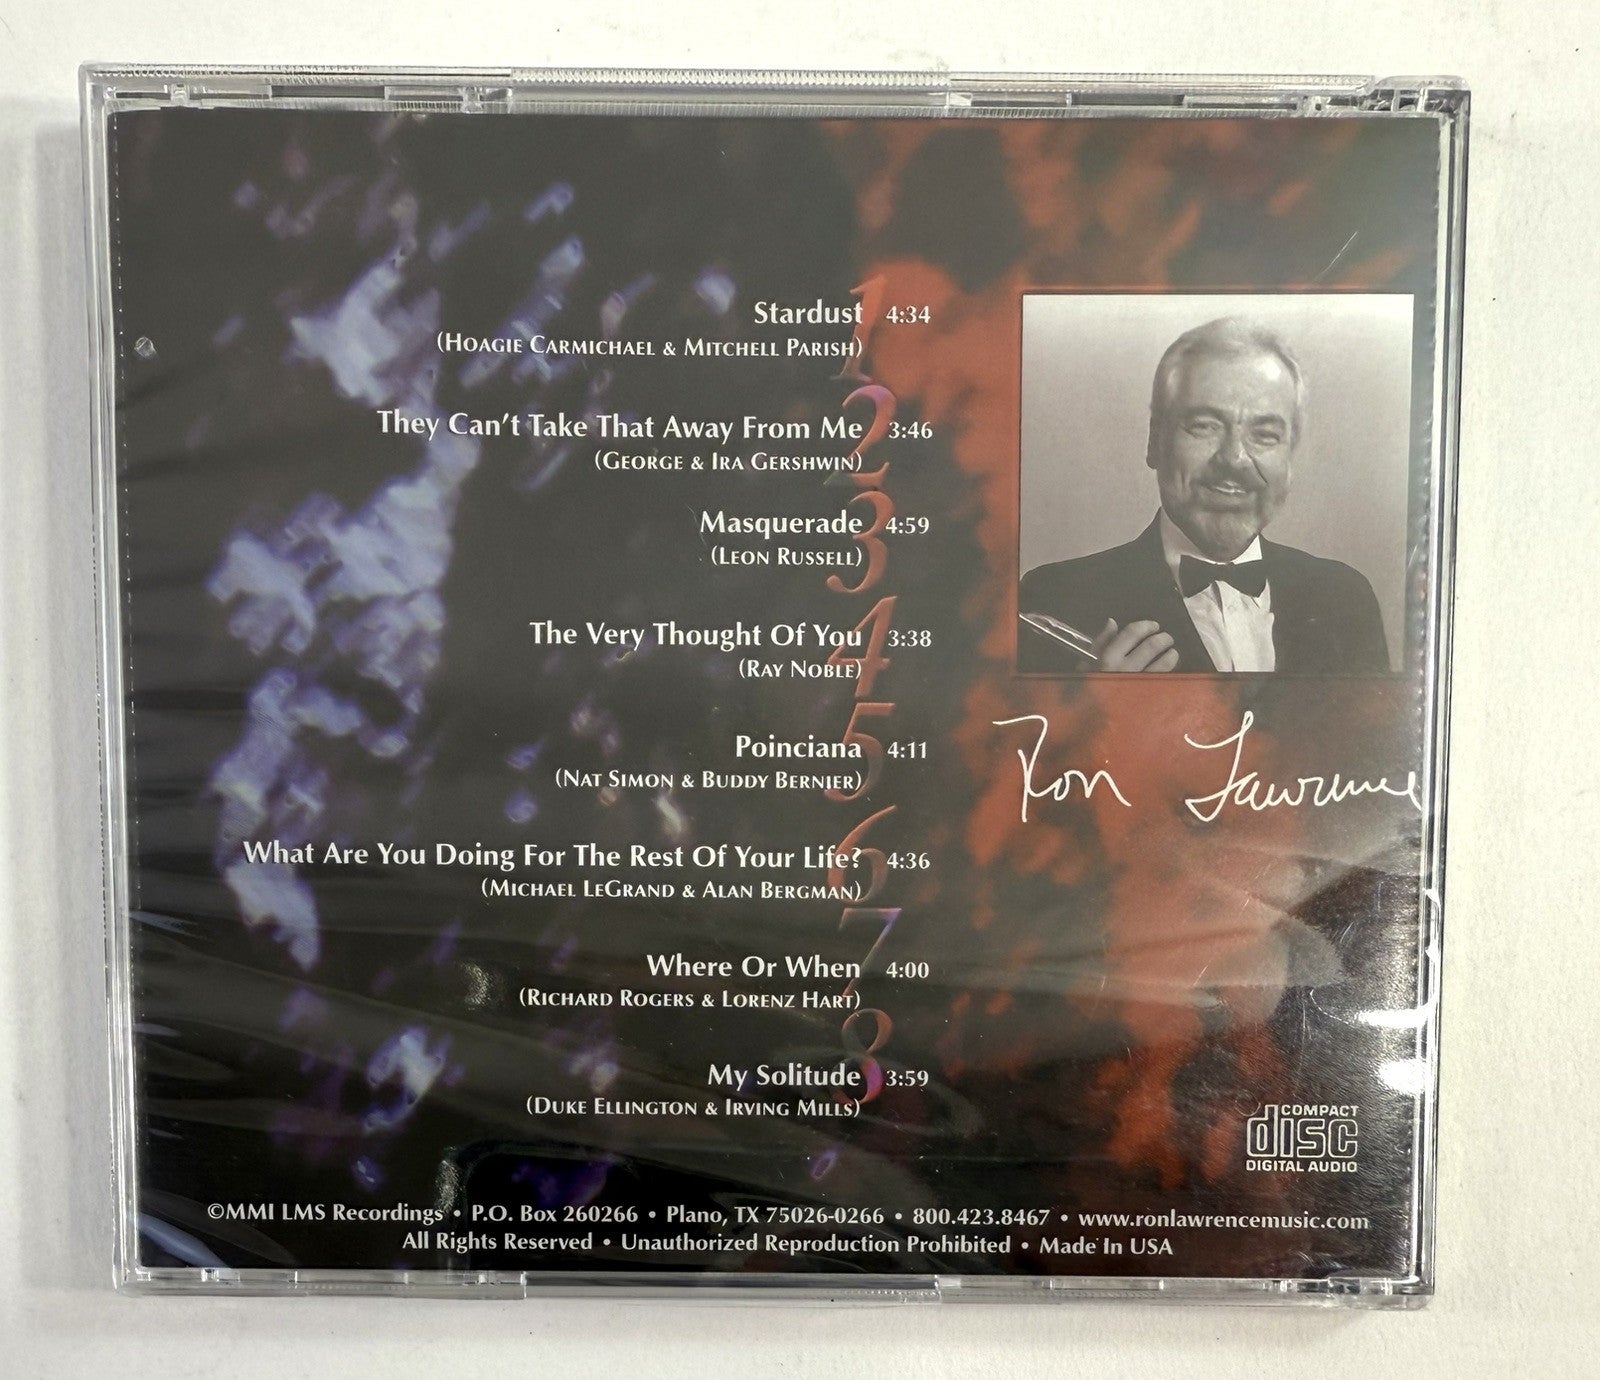 1
Stardust 4:34
(Hoagie Carmichael & Mitchell Parish)
2
They Can't Take That Away From Me 3:46
(George & Ira Gershwin)
3
Masquerade 4:59
(Leon Russell)
4
The Very Thought Of You 3:38
(Ray Noble)
5
Poinciana 4:11
(Nat Simon & Buddy Bernier)
6
What Are You Doing For The Rest Of Your Life? 4:36
(Michael LeGrand & Alan Bergman)
7
Where Or When 4:00
(Richard Rogers & Lorenz Hart)
8
My Solitude 3:59
(Duke Ellington & Irving Mills)
Ron Lawrence
COMPACT
disc
DIGITAL AUDIO
©MMI LMS Recordings • P.O. Box 260266 • Plano, TX 75026-0266 • 800.423.8467 • www.ronlawrencemusic.com
All Rights Reserved • Unauthorized Reproduction Prohibited • Made In USA